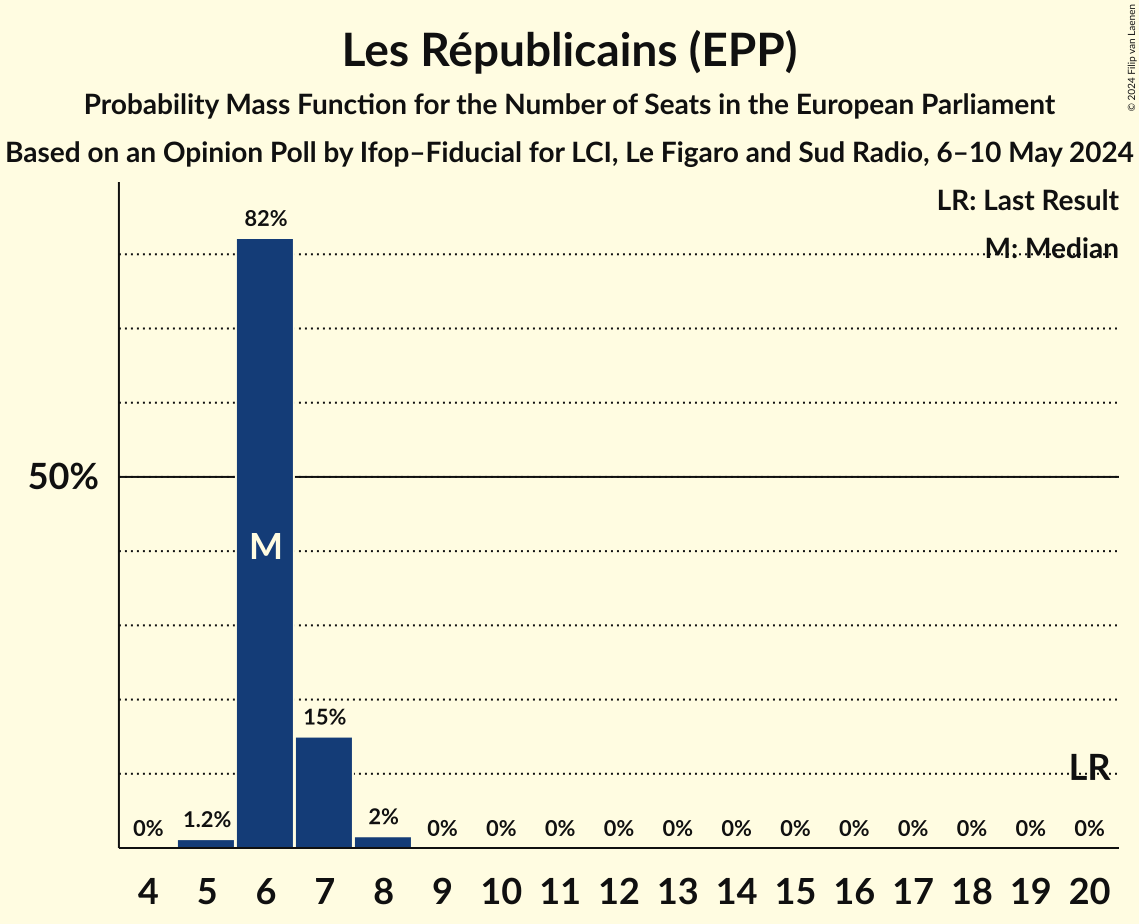 Les Républicains (EPP)
Probability Mass Function for the Number of Seats in the European Parliament
Based on an Opinion Poll by Ifop–Fiducial for LCI, Le Figaro and Sud Radio, 6–10 May 2024
© 2024 Filip van Laenen
LR: Last Result
M: Median
82%
50%
M
15%
LR
0% 1.2% 2% 0% 0% 0% 0% 0% 0% 0% 0% 0% 0% 0% 0%
4 5 6 7 8 9 10 11 12 13 14 15 16 17 18 19 20